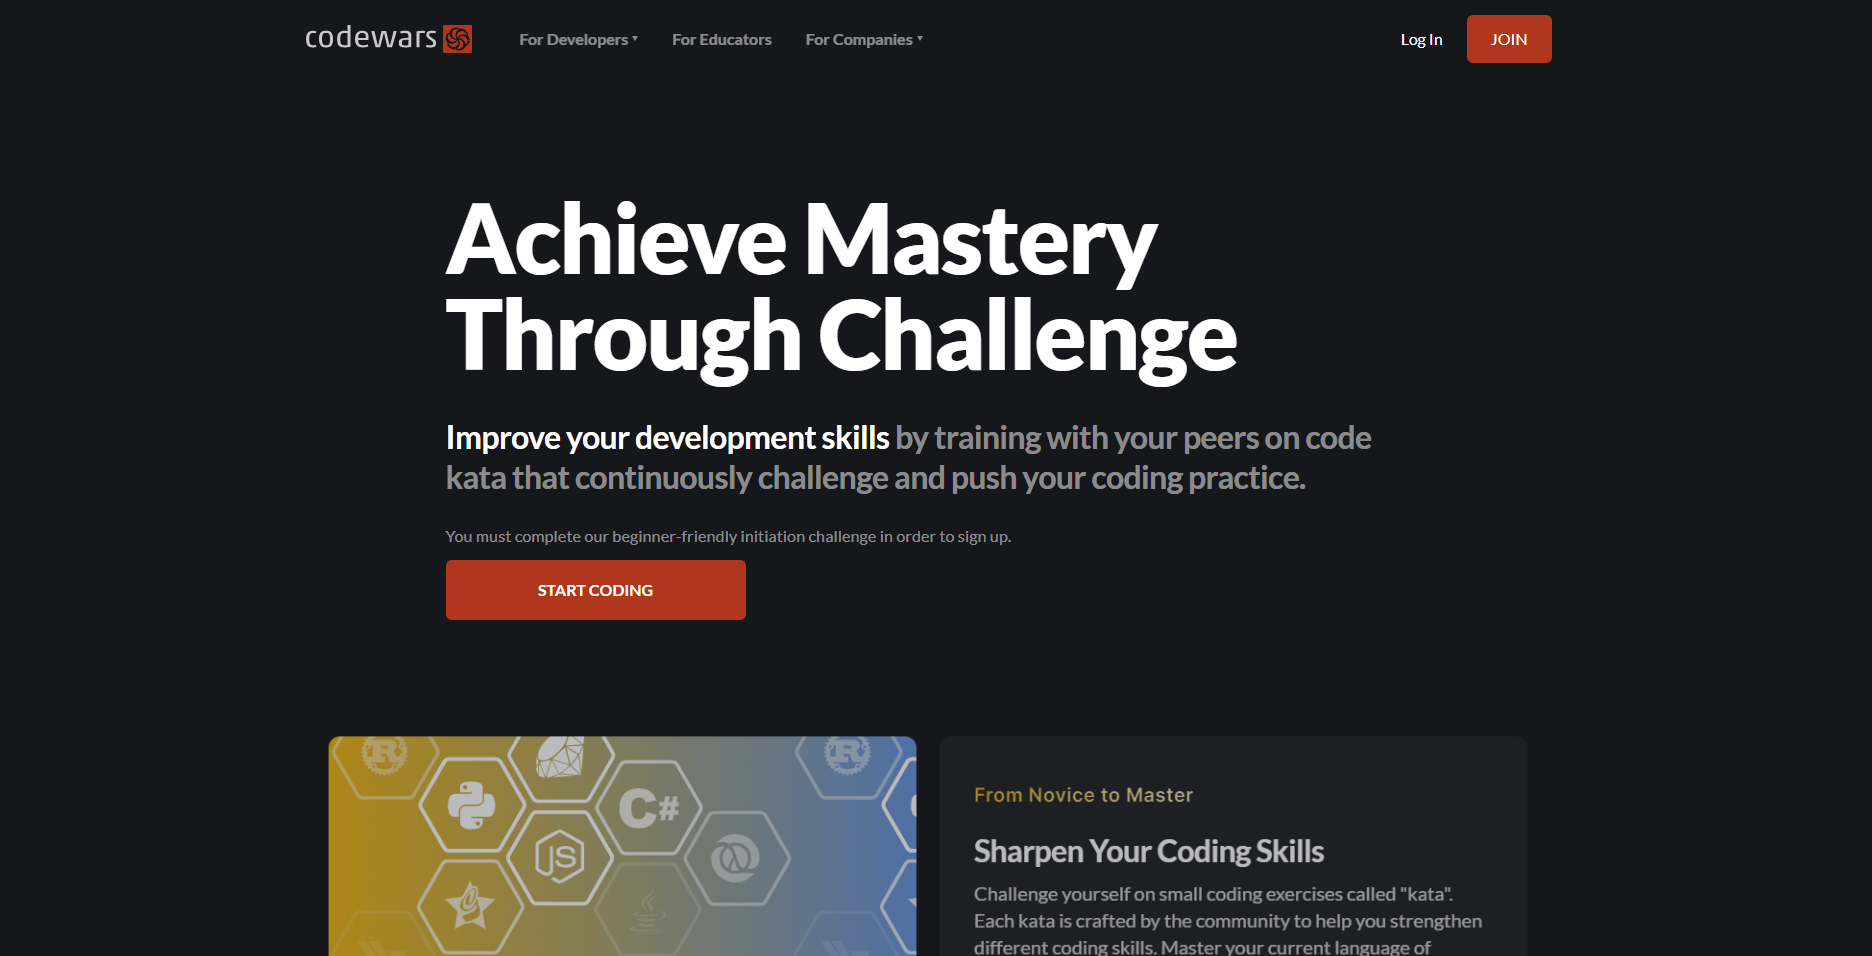 codewars
For Developers
For Educators
For Companies
Log In
JOIN
Achieve Mastery
Through Challenge
Improve your development skills by training with your peers on code
kata that continuously challenge and push your coding practice.
You must complete our beginner-friendly initiation challenge in order to sign up.
START CODING
R
R
C#
JS
From Novice to Master
Sharpen Your Coding Skills
Challenge yourself on small coding exercises called "kata".
Each kata is crafted by the community to help you strengthen
different coding skills. Master your current language of